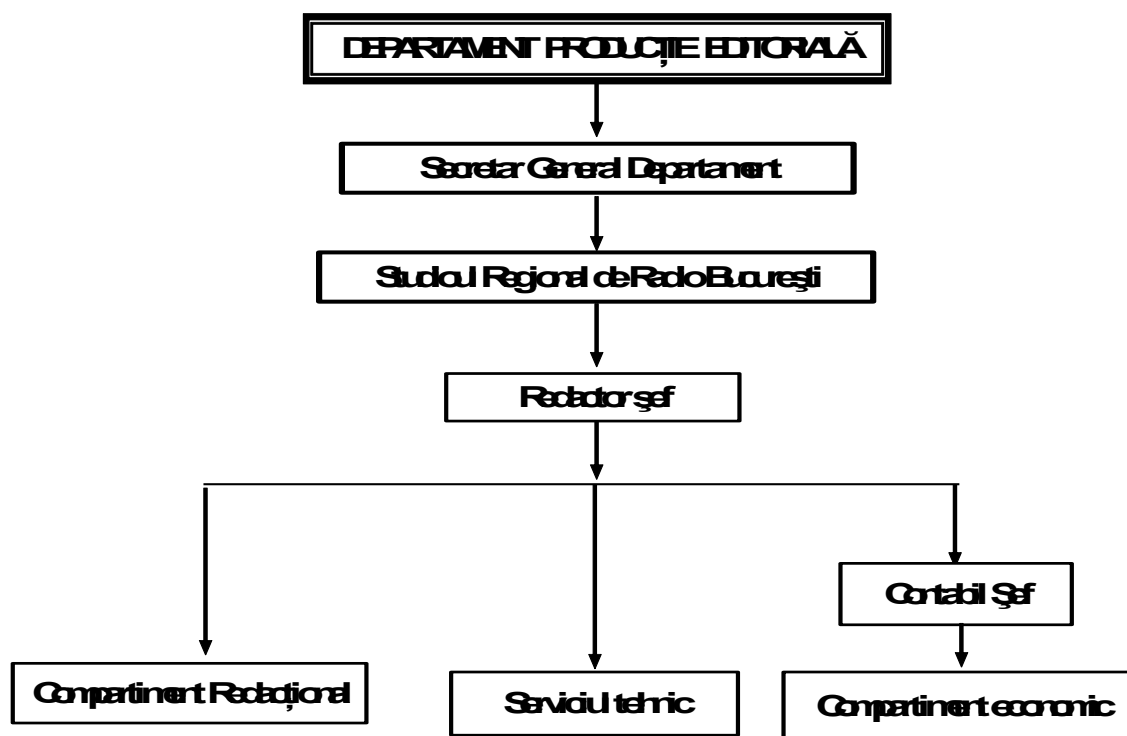 DEPARTAMENT PRODUCȚIE EDITORIALĂ
Secretar General Departament
Studioul Regional de Radio Bucureşti
Redactor şef
Contabil Şef
Compartiment Redacțional
Serviciul tehnic
Compartiment economic